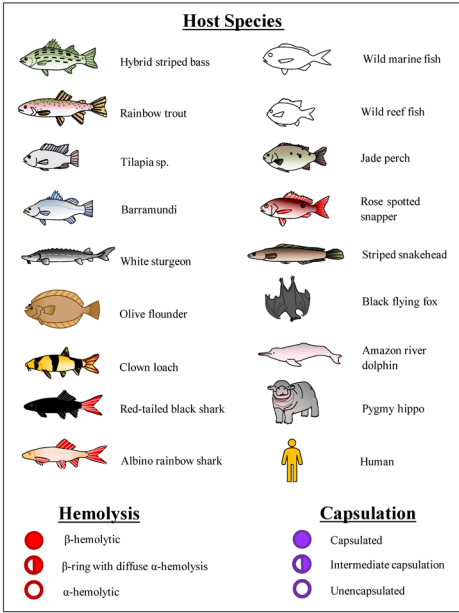 Host Species
Hybrid striped bass
Wild marine fish
Rainbow trout
Wild reef fish
Tilapia sp.
Jade perch
Barramundi
Rose spotted
snapper
White sturgeon
Striped snakehead
Olive flounder
Black flying fox
Clown loach
Amazon river
dolphin
Red-tailed black shark
Pygmy hippo
Albino rainbow shark
Human
Hemolysis
β-hemolytic
β-ring with diffuse α-hemolysis
α-hemolytic
Capsulation
Capsulated
Intermediate capsulation
Unencapsulated